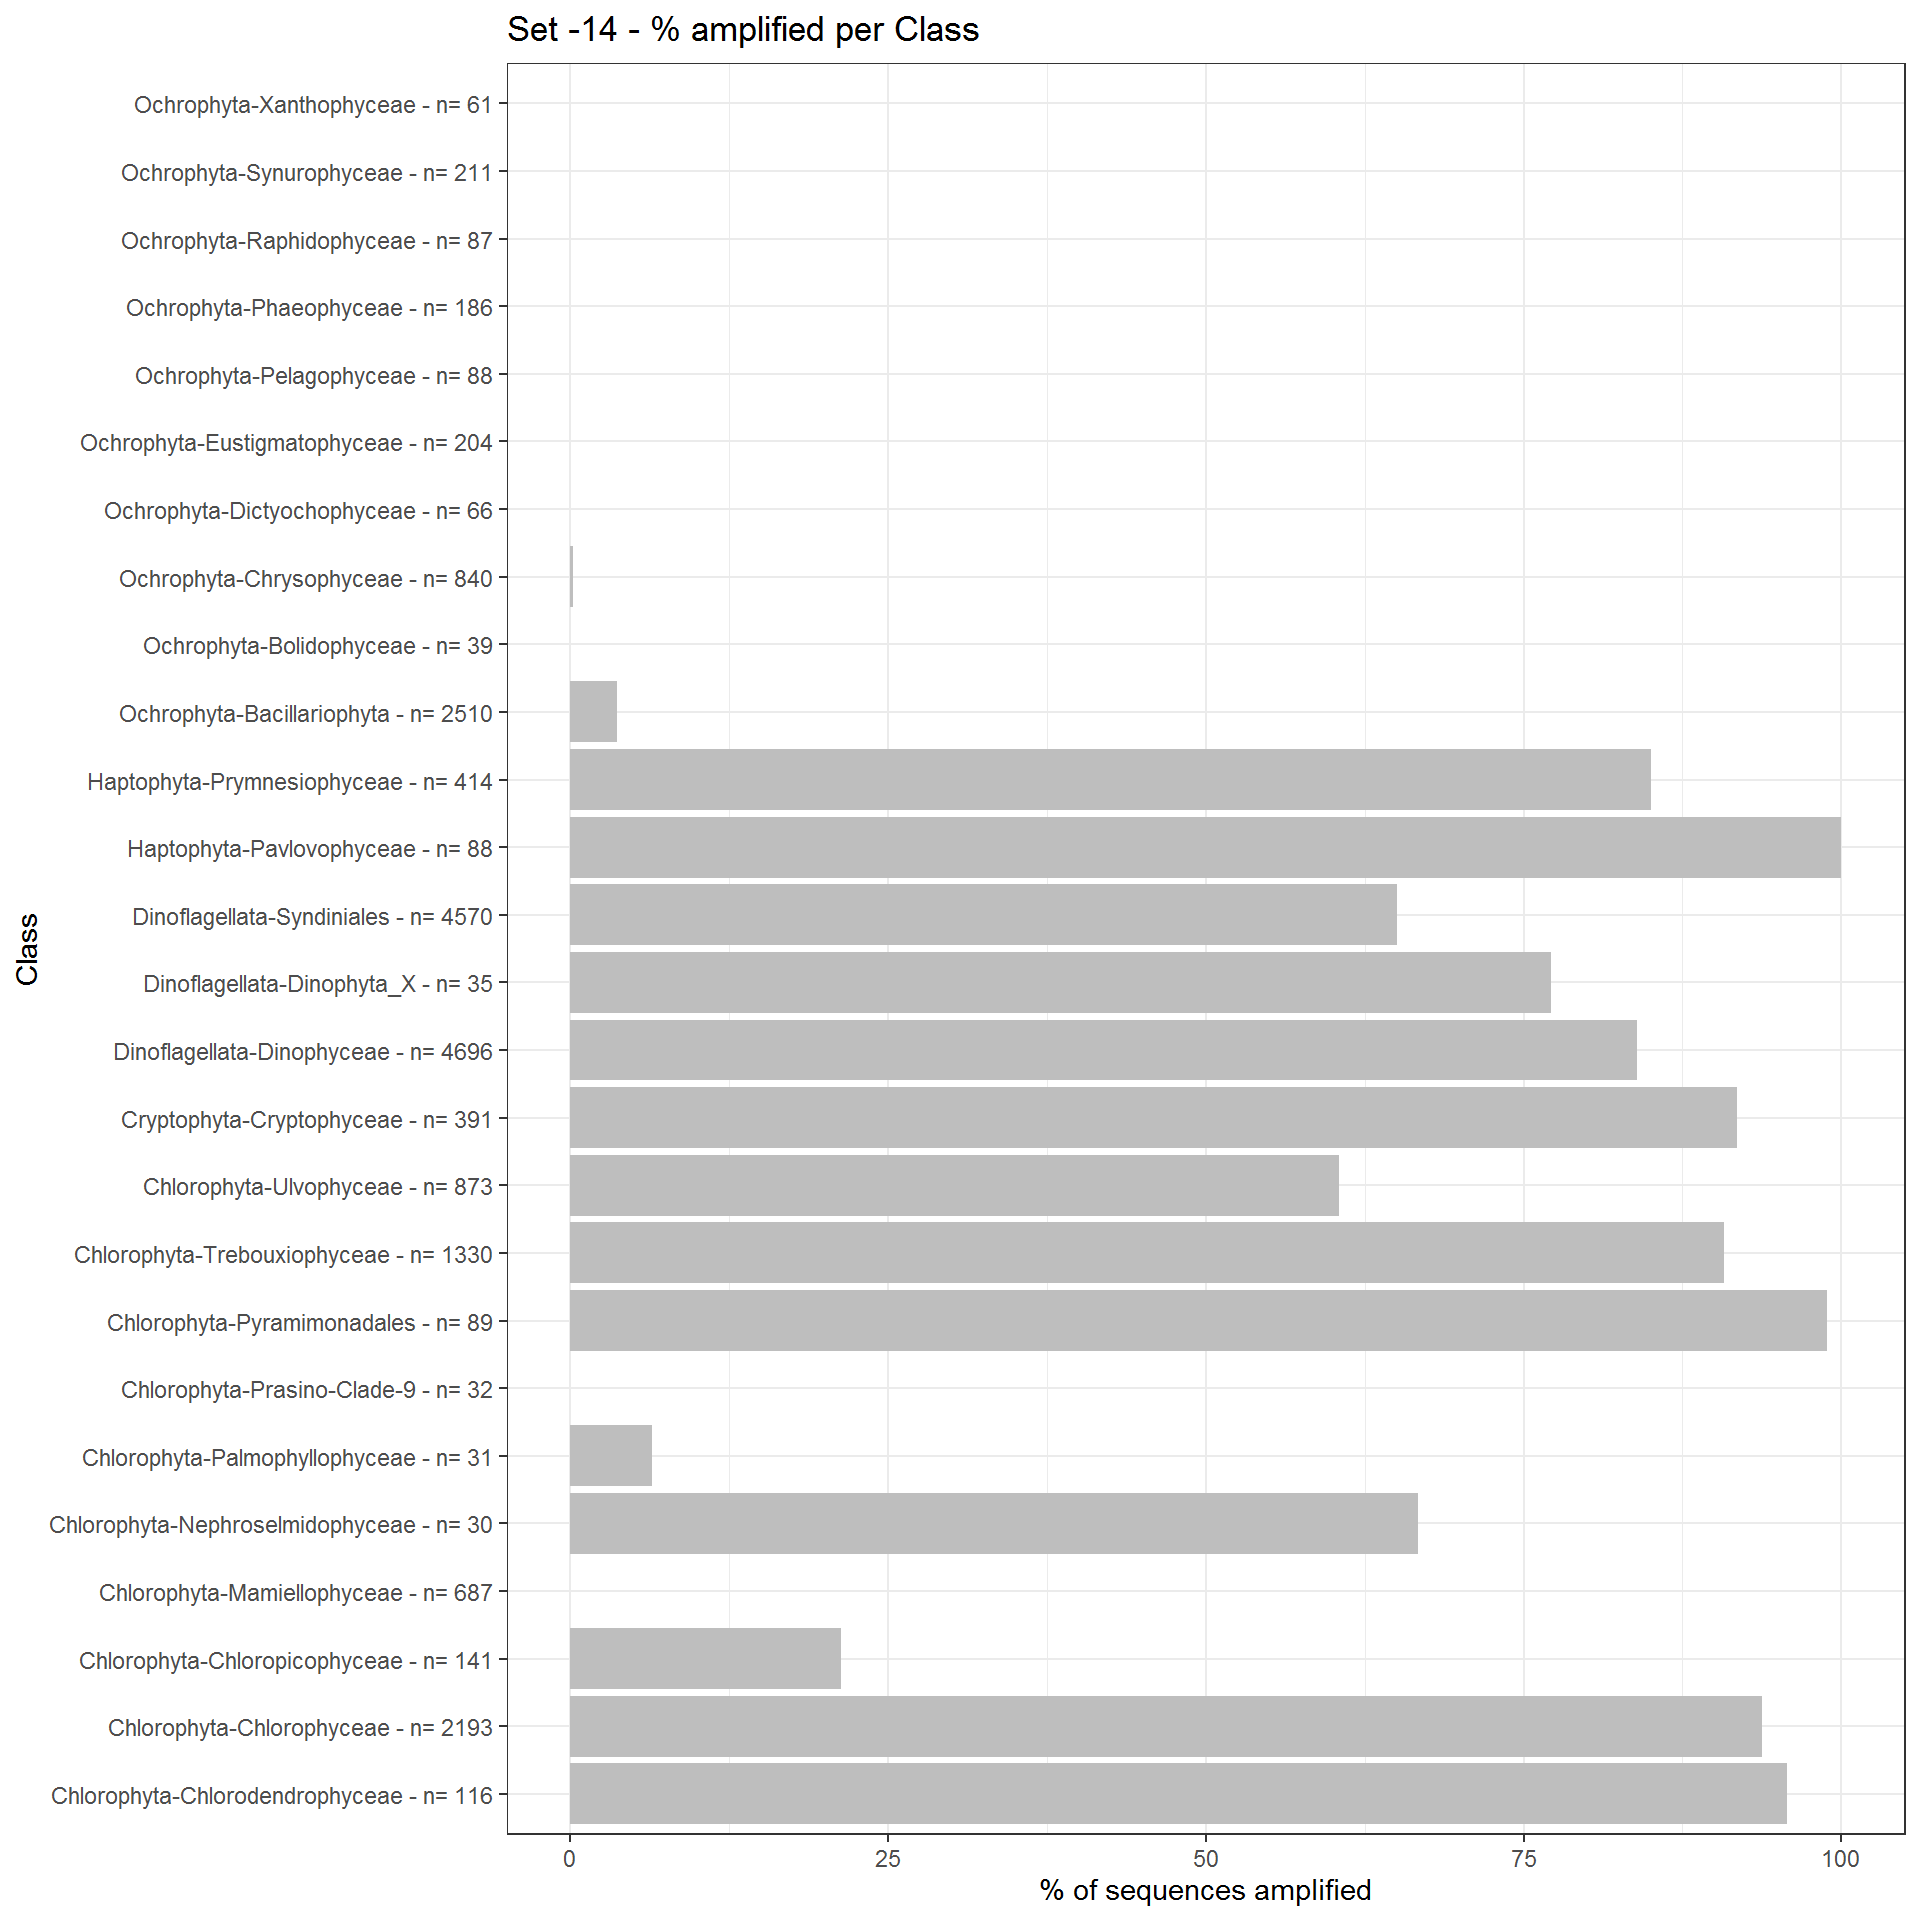 Set -14 - % amplified per Class
Ochrophyta-Xanthophyceae - n= 61
Ochrophyta-Synurophyceae - n= 211
Ochrophyta-Raphidophyceae - n= 87
Ochrophyta-Phaeophyceae - n= 186
Ochrophyta-Pelagophyceae - n= 88
Ochrophyta-Eustigmatophyceae - n= 204
Ochrophyta-Dictyochophyceae - n= 66
Ochrophyta-Chrysophyceae - n= 840
Ochrophyta-Bolidophyceae - n= 39
Ochrophyta-Bacillariophyta - n= 2510
Haptophyta-Prymnesiophyceae - n= 414
Haptophyta-Pavlovophyceae - n= 88
Dinoflagellata-Syndiniales - n= 4570
Dinoflagellata-Dinophyta_X - n= 35
Dinoflagellata-Dinophyceae - n= 4696
Cryptophyta-Cryptophyceae - n= 391
Chlorophyta-Ulvophyceae - n= 873
Chlorophyta-Trebouxiophyceae - n= 1330
Chlorophyta-Pyramimonadales - n= 89
Chlorophyta-Prasino-Clade-9 - n= 32
Chlorophyta-Palmophyllophyceae - n= 31
Chlorophyta-Nephroselmidophyceae - n= 30
Chlorophyta-Mamiellophyceae - n= 687
Chlorophyta-Chloropicophyceae - n= 141
Chlorophyta-Chlorophyceae - n= 2193
Chlorophyta-Chlorodendrophyceae - n= 116
Class
0 25 50 75 100
% of sequences amplified